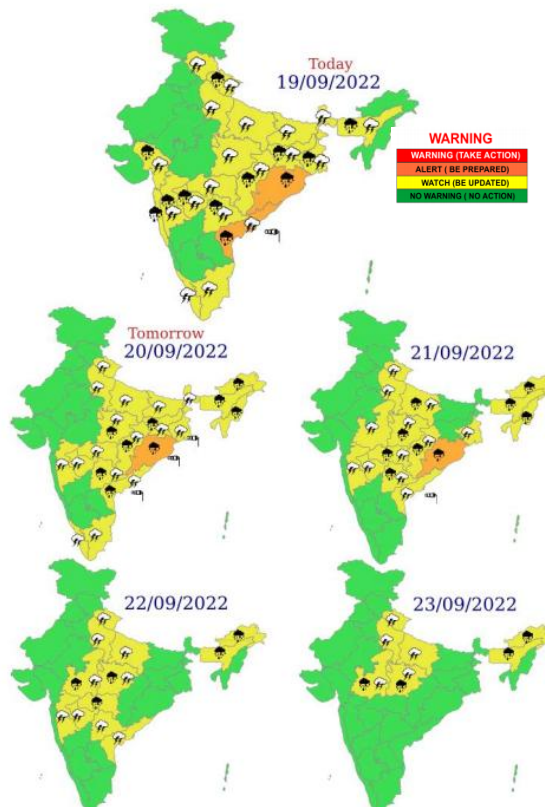 Today
19/09/2022
WARNING
WARNING (TAKE ACTION)
ALERT ( BE PREPARED)
WATCH (BE UPDATED)
NO WARNING ( NO ACTION)
Tomorrow
20/09/2022
21/09/2022
22/09/2022
23/09/2022